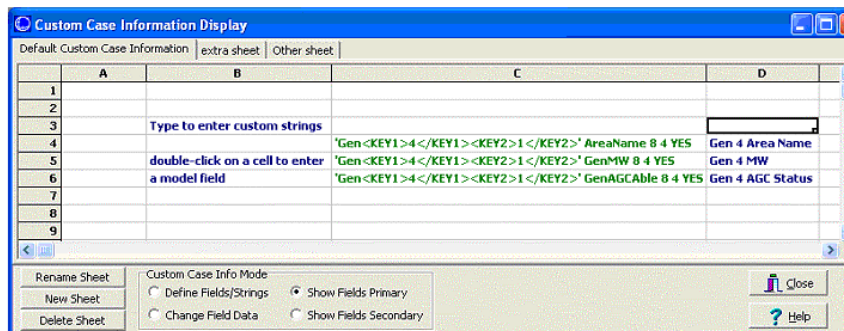 Custom Case Information Display
Default Custom Case Information extra sheet Other sheet
A B C D
1
2
3 Type to enter custom strings
4 'Gen<KEY1>4</KEY1><KEY2>1</KEY2>' AreaName 8 4 YES Gen 4 Area Name
5 double-click on a cell to enter 'Gen<KEY1>4</KEY1><KEY2>1</KEY2>' GenMW 8 4 YES Gen 4 MW
6 a model field 'Gen<KEY1>4</KEY1><KEY2>1</KEY2>' GenAGCAble 8 4 YES Gen 4 AGC Status
7
8
9
Rename Sheet Custom Case Info Mode
Define Fields/Strings Show Fields Primary Close
New Sheet
Change Field Data Show Fields Secondary Help
Delete Sheet